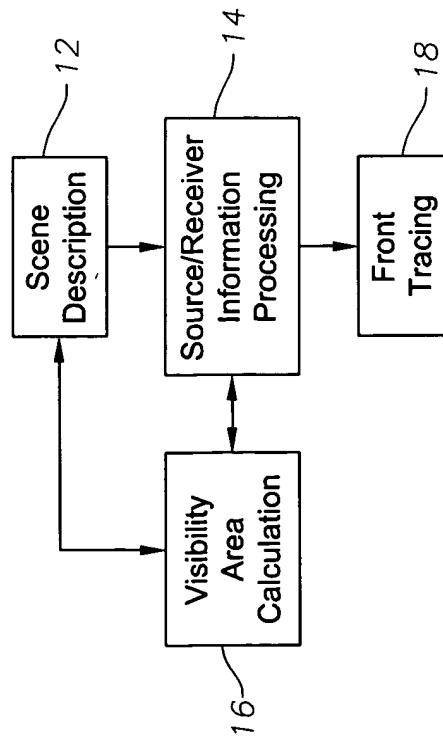 12
Scene
Description
14
Source/Receiver
Information
Processing
16
Visibility
Area
Calculation
18
Front
Tracing